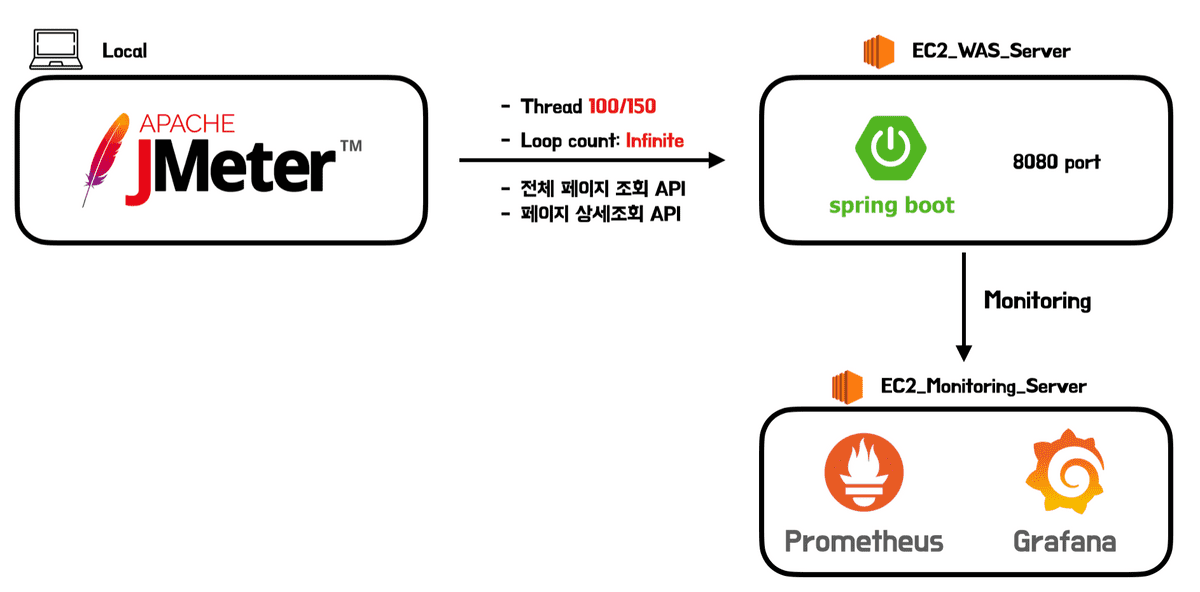 Local
APACHE
JMeter™
- Thread 100/150
- Loop count: Infinite
- 전체 페이지 조회 API
- 페이지 상세조회 API
EC2_WAS_Server
spring boot
8080 port
Monitoring
EC2_Monitoring_Server
Prometheus
Grafana